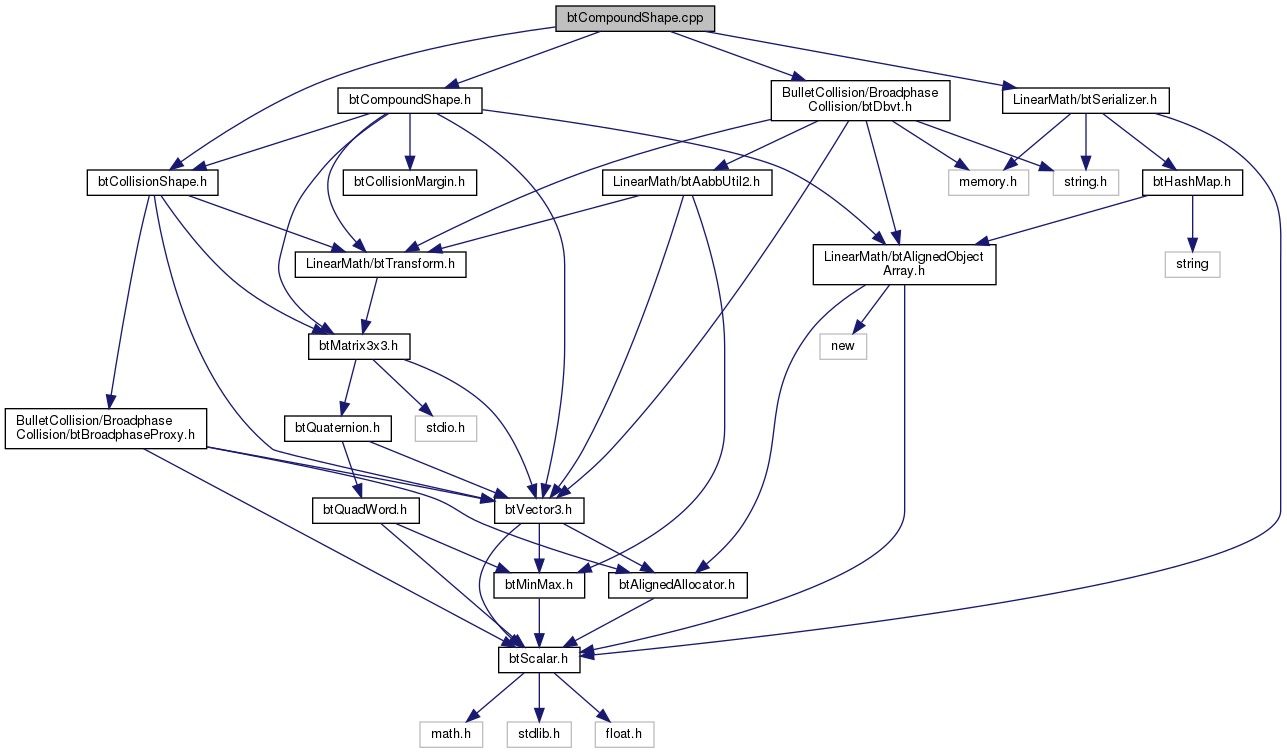 btCompoundShape.cpp
btCompoundShape.h
BulletCollision/Broadphase
Collision/btDbvt.h
LinearMath/btSerializer.h
btCollisionShape.h
btCollisionMargin.h
LinearMath/btAabbUtil2.h
memory.h
string.h
btHashMap.h
LinearMath/btTransform.h
LinearMath/btAlignedObject
Array.h
string
btMatrix3x3.h
new
BulletCollision/Broadphase
Collision/btBroadphaseProxy.h
btQuaternion.h
stdio.h
btQuadWord.h
btVector3.h
btMinMax.h
btAlignedAllocator.h
btScalar.h
math.h
stdlib.h
float.h